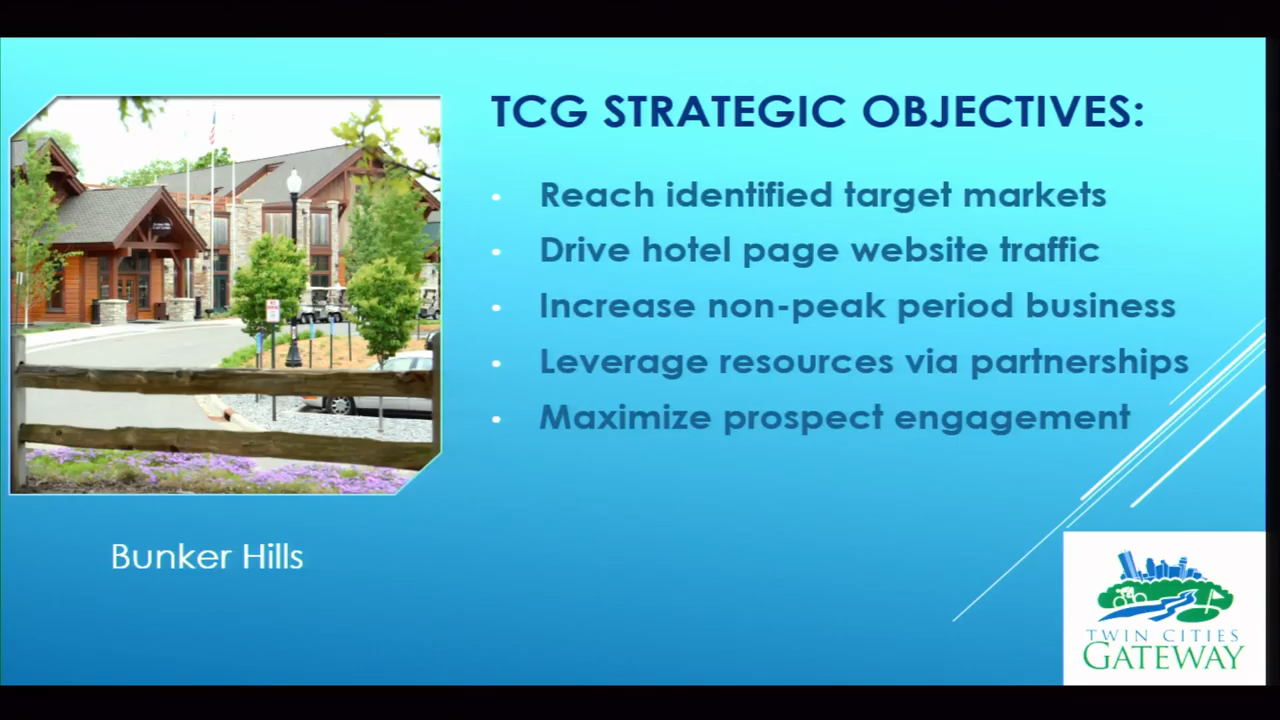 TCG STRATEGIC OBJECTIVES:
Reach identified target markets
Drive hotel page website traffic
Increase non-peak period business
Leverage resources via partnerships
Maximize prospect engagement
Bunker Hills
TWIN CITIES
GATEWAY